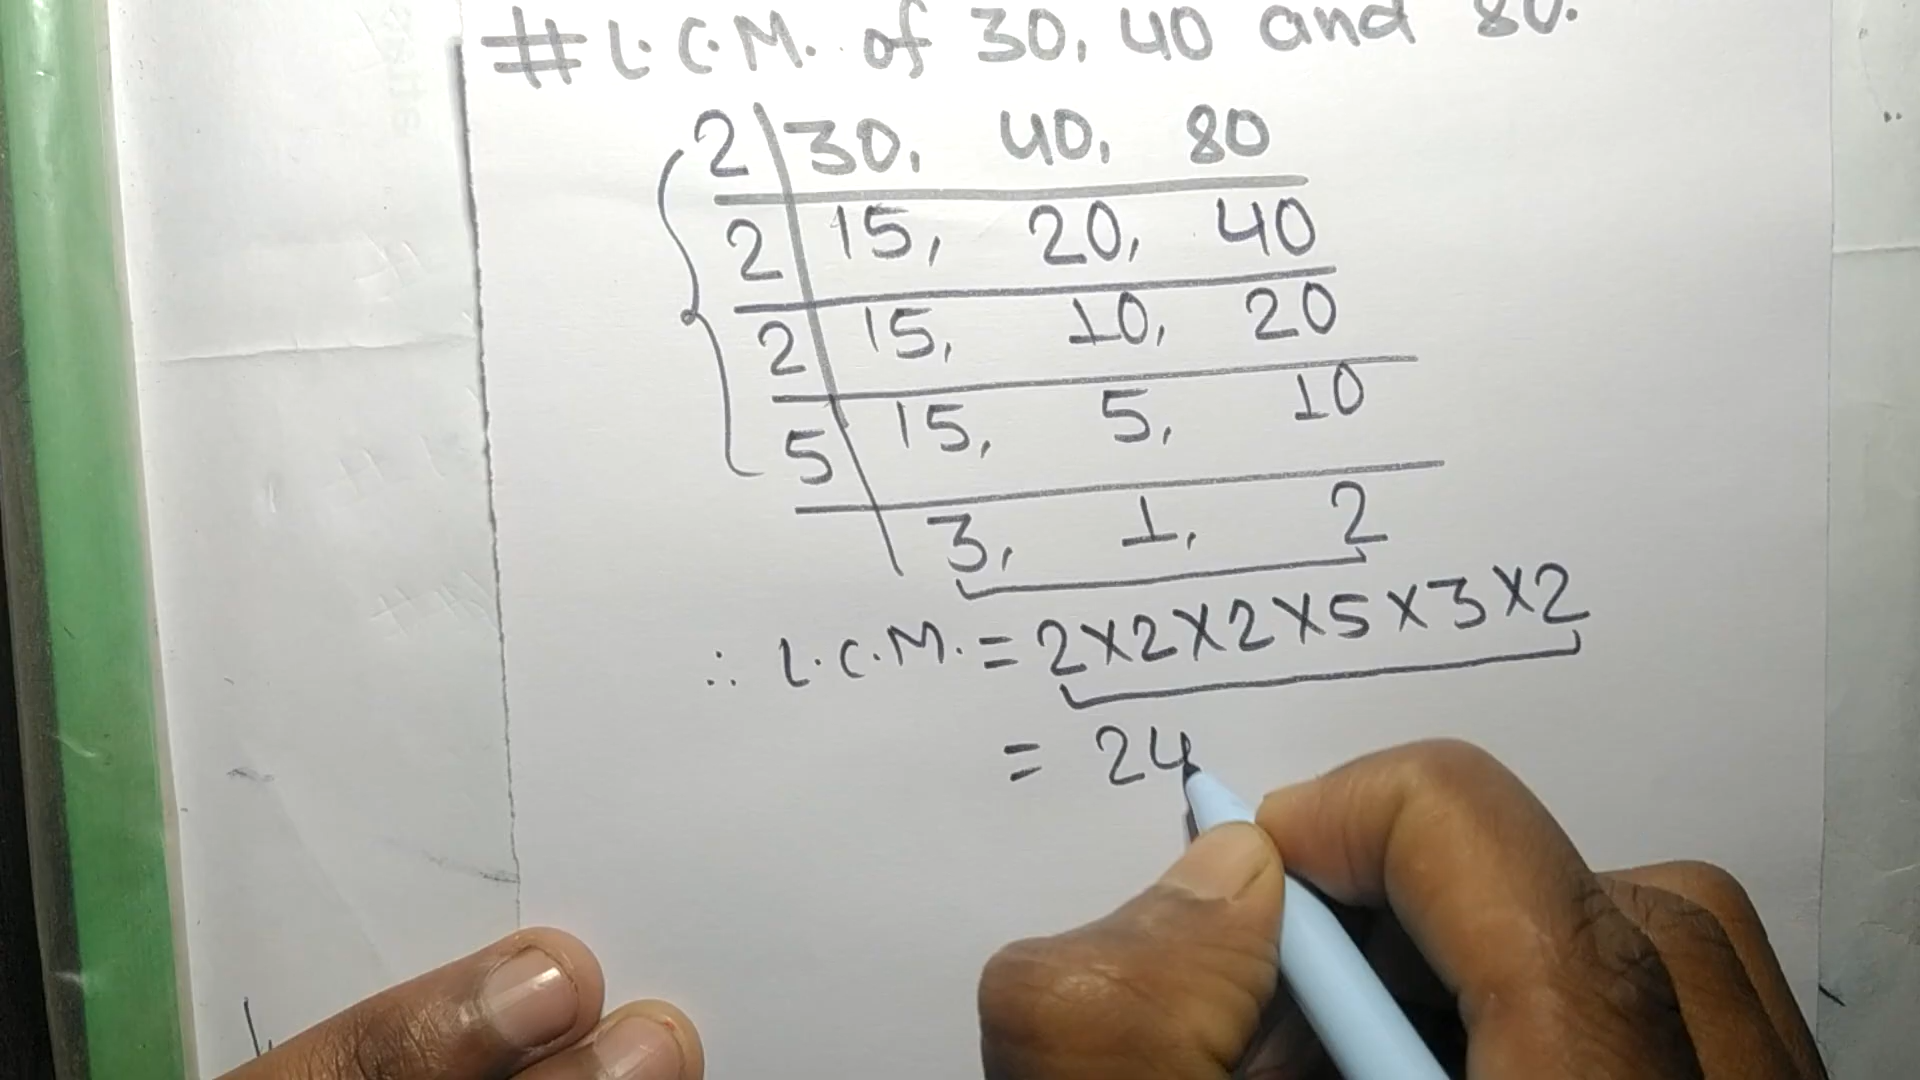 # L.C.M. of 30, 40 and 80.
2 30, 40, 80
2 15, 20, 40
2 15, 10, 20
5 15, 5, 10
3, 1, 2
∴ L.C.M. = 2×2×2×5×3×2
= 24